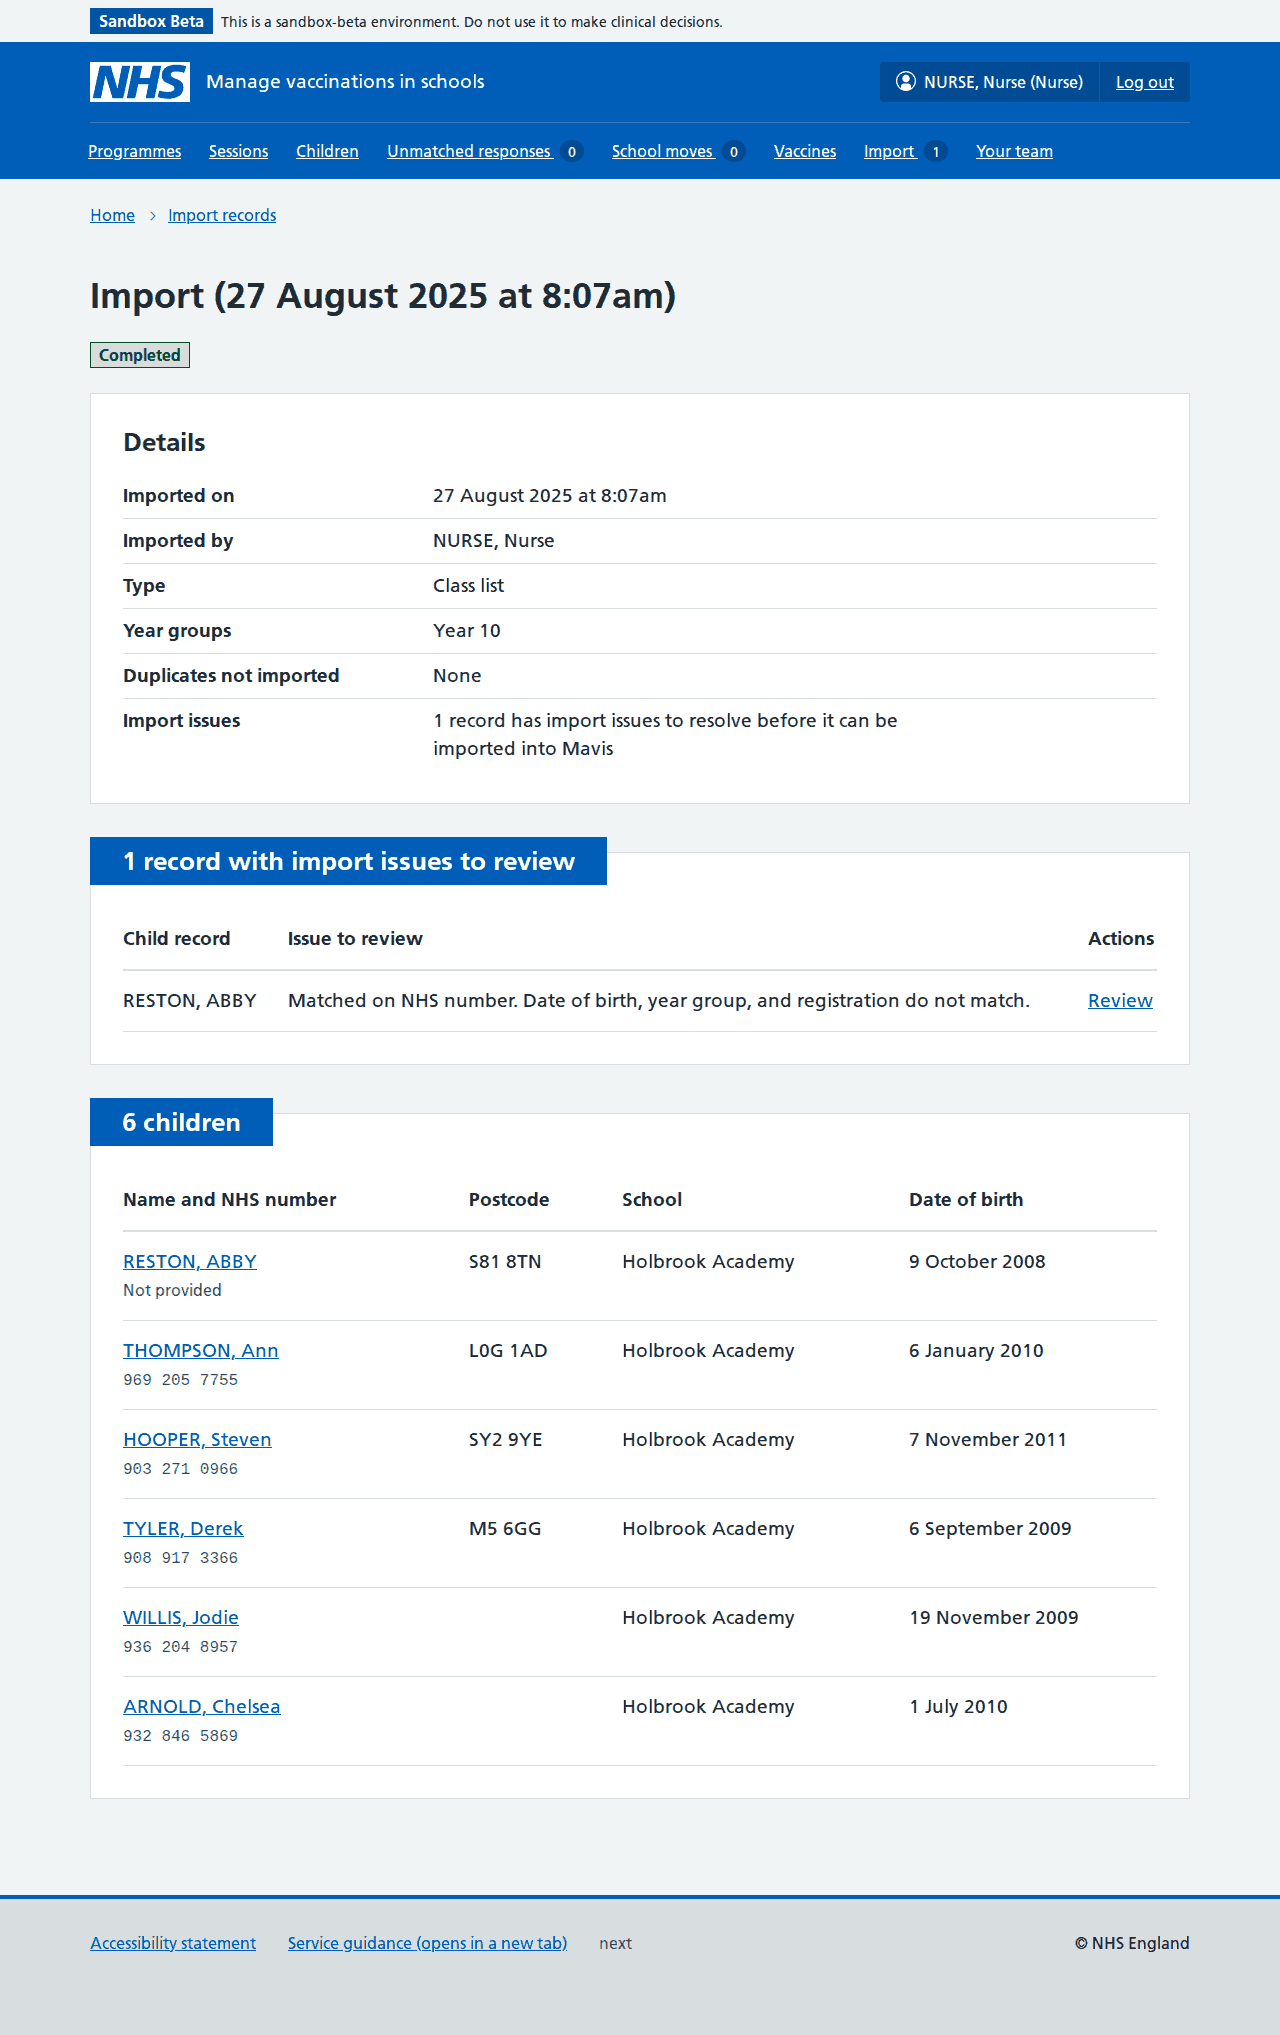 Sandbox Beta This is a sandbox-beta environment. Do not use it to make clinical decisions.
NHS Manage vaccinations in schools NURSE, Nurse (Nurse) Log out
Programmes Sessions Children Unmatched responses 0 School moves 0 Vaccines Import 1 Your team
Home Import records
Import (27 August 2025 at 8:07am)
Completed
Details
Imported on 27 August 2025 at 8:07am
Imported by NURSE, Nurse
Type Class list
Year groups Year 10
Duplicates not imported None
Import issues 1 record has import issues to resolve before it can be
imported into Mavis
1 record with import issues to review
Child record Issue to review Actions
RESTON, ABBY Matched on NHS number. Date of birth, year group, and registration do not match. Review
6 children
Name and NHS number Postcode School Date of birth
RESTON, ABBY S81 8TN Holbrook Academy 9 October 2008
Not provided
THOMPSON, Ann L0G 1AD Holbrook Academy 6 January 2010
969 205 7755
HOOPER, Steven SY2 9YE Holbrook Academy 7 November 2011
903 271 0966
TYLER, Derek M5 6GG Holbrook Academy 6 September 2009
908 917 3366
WILLIS, Jodie Holbrook Academy 19 November 2009
936 204 8957
ARNOLD, Chelsea Holbrook Academy 1 July 2010
932 846 5869
Accessibility statement Service guidance (opens in a new tab) next © NHS England